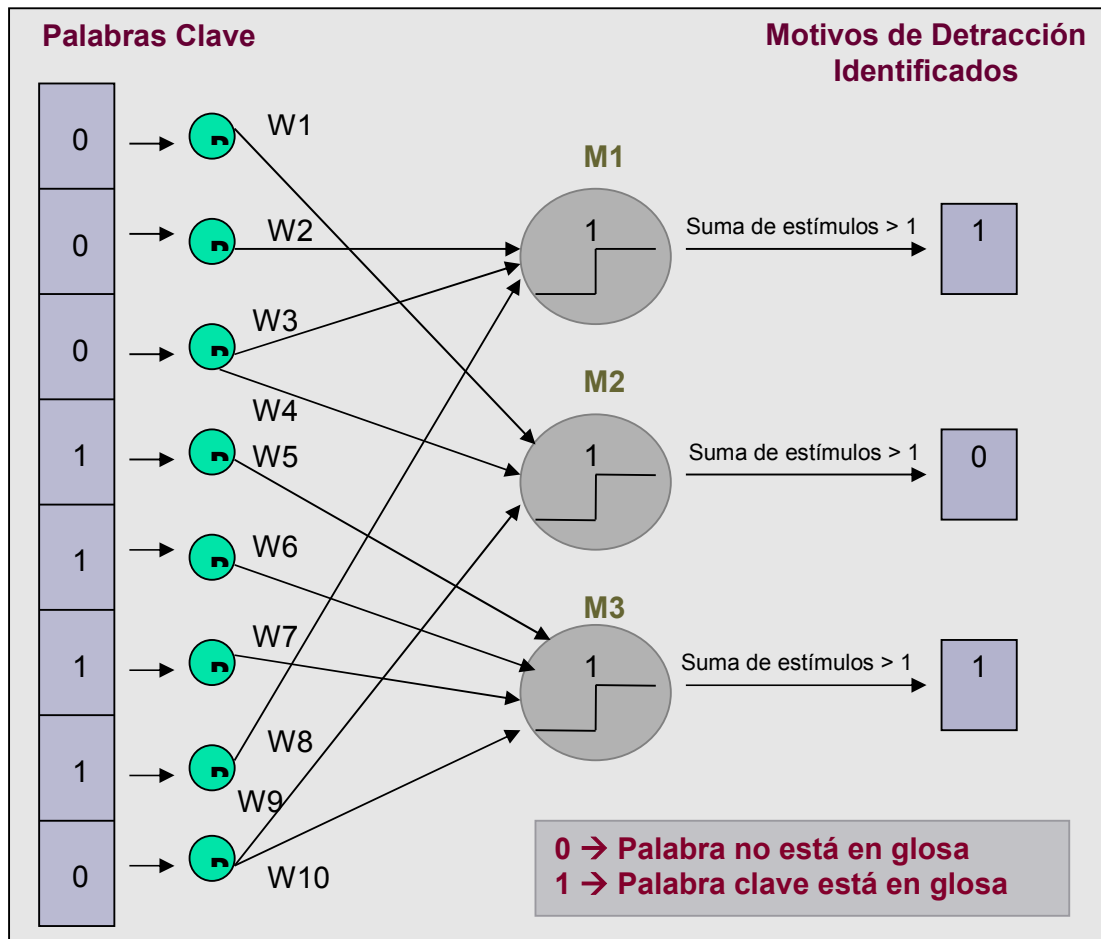 Palabras Clave
Motivos de Detracción
Identificados
0
W1
M1
0
W2
1
Suma de estímulos > 1
1
0
W3
M2
W4
1
W5
1
Suma de estímulos > 1
0
1
W6
M3
1
W7
1
Suma de estímulos > 1
1
1
W8
W9
0
W10
0 → Palabra no está en glosa
1 → Palabra clave está en glosa